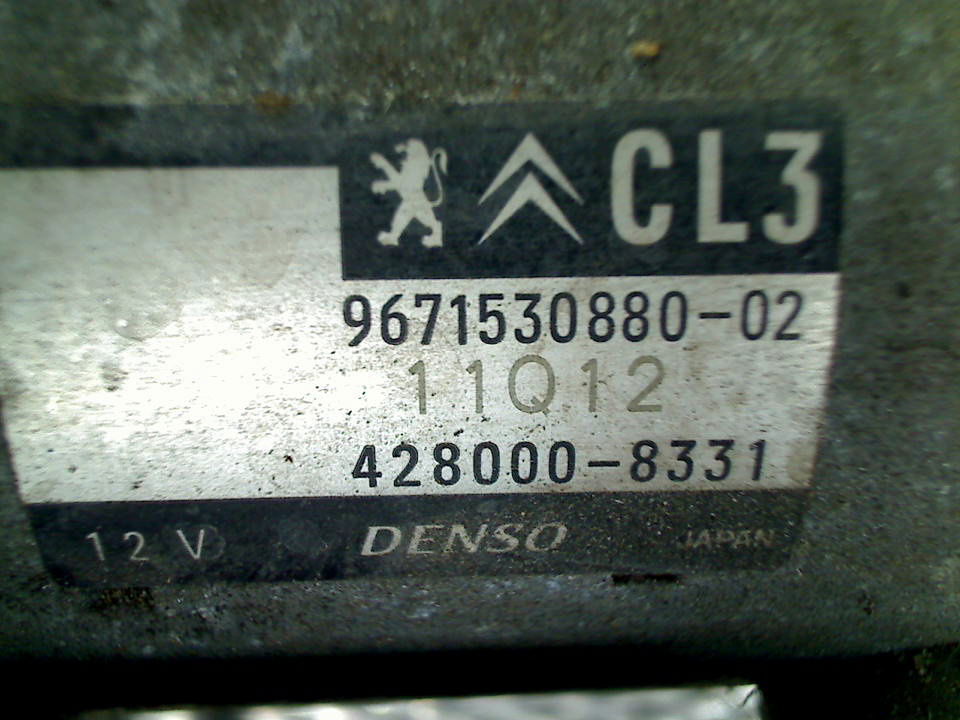 CL3
9671530880-02
11Q12
428000-8331
12V DENSO JAPAN